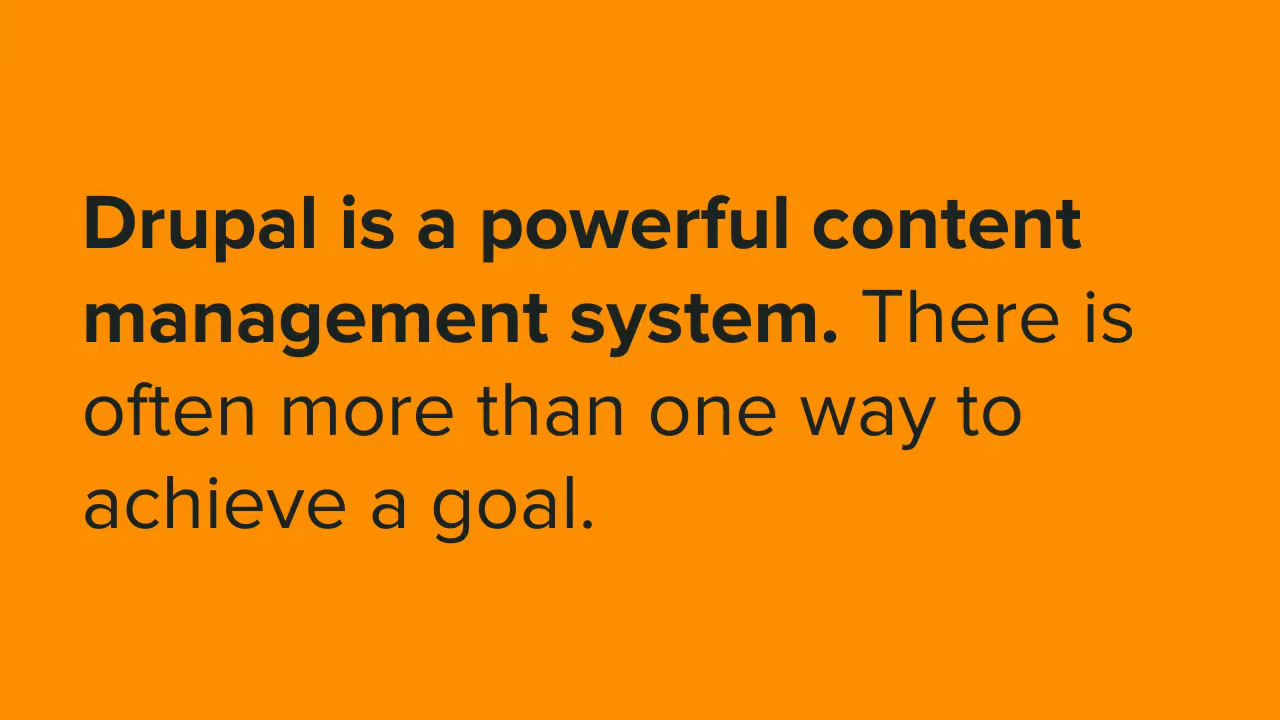 Drupal is a powerful content
management system. There is
often more than one way to
achieve a goal.